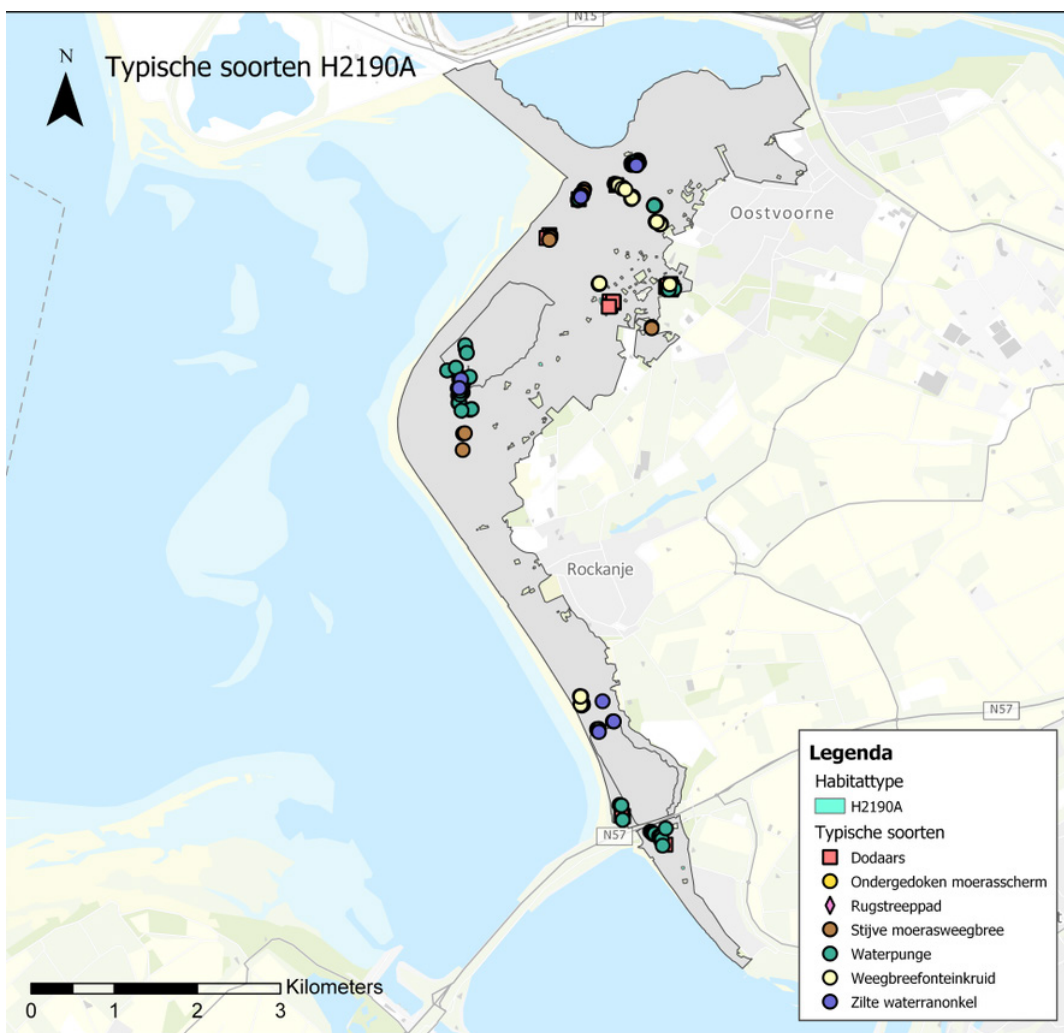 N15
N
Typische soorten H2190A
Oostvoorne
Rockanje
N57
N57
Legenda
Habitattype
H2190A
Typische soorten
Dodaars
Ondergedoken moerasscherm
Rugstreeppad
Stijve moerasweegbree
Waterpunge
Weegbreefonteinkruid
Zilte waterranonkel
Kilometers
0 1 2 3